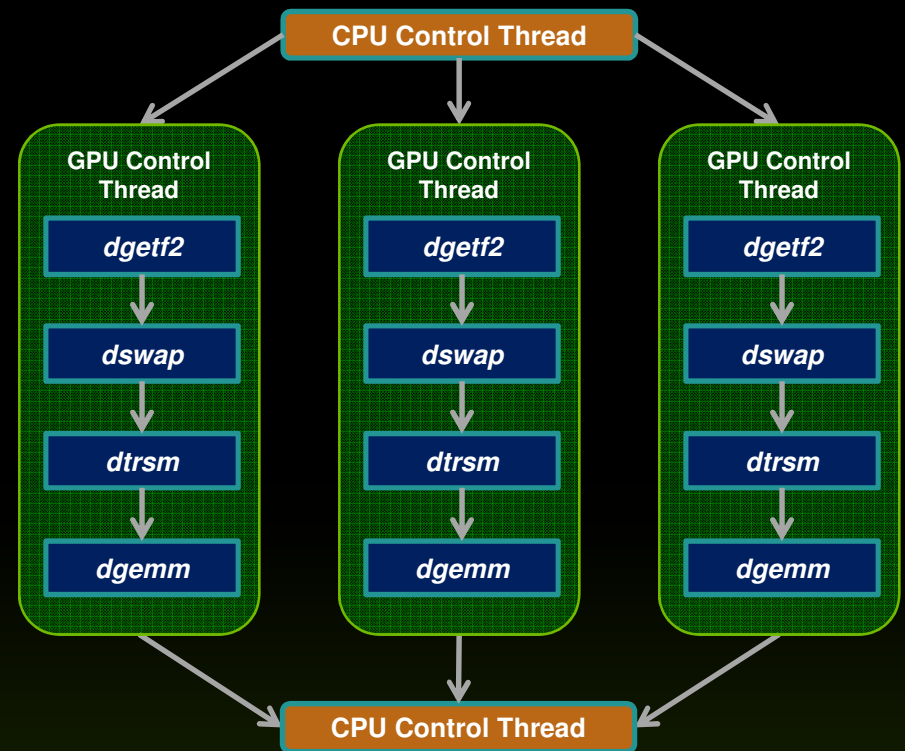 CPU Control Thread
GPU Control
Thread
dgetf2
dswap
dtrsm
dgemm
GPU Control
Thread
dgetf2
dswap
dtrsm
dgemm
GPU Control
Thread
dgetf2
dswap
dtrsm
dgemm
CPU Control Thread